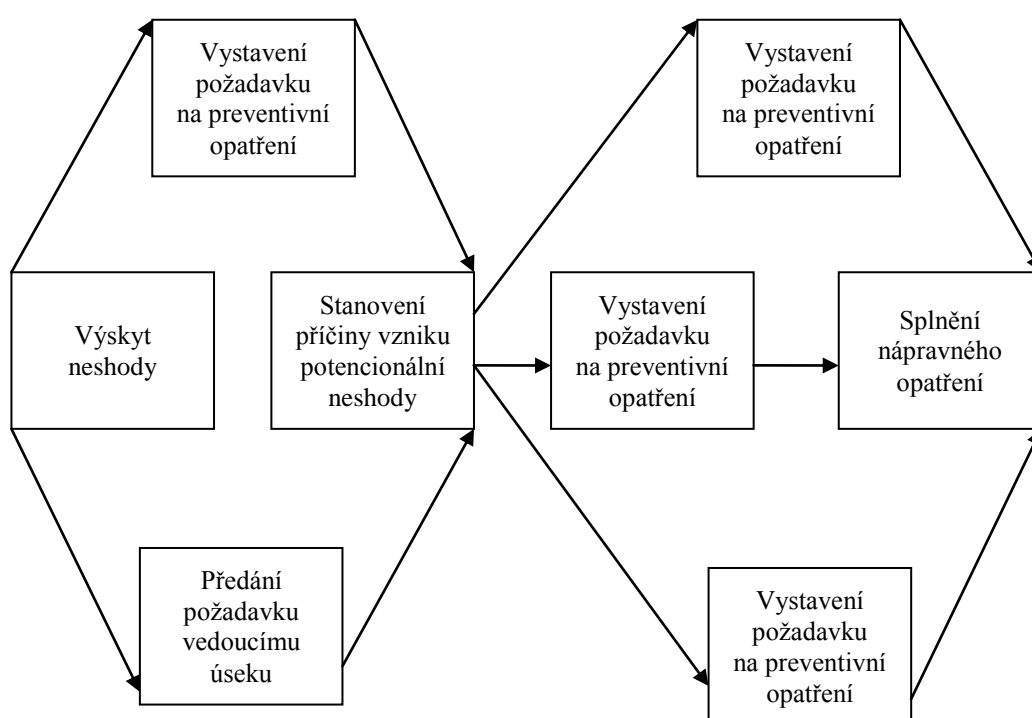 Vystavení
požadavku
na preventivní
opatření
Vystavení
požadavku
na preventivní
opatření
Výskyt
neshody
Stanovení
příčiny vzniku
potencionální
neshody
Vystavení
požadavku
na preventivní
opatření
Splnění
nápravného
opatření
Předání
požadavku
vedoucímu
úseku
Vystavení
požadavku
na preventivní
opatření